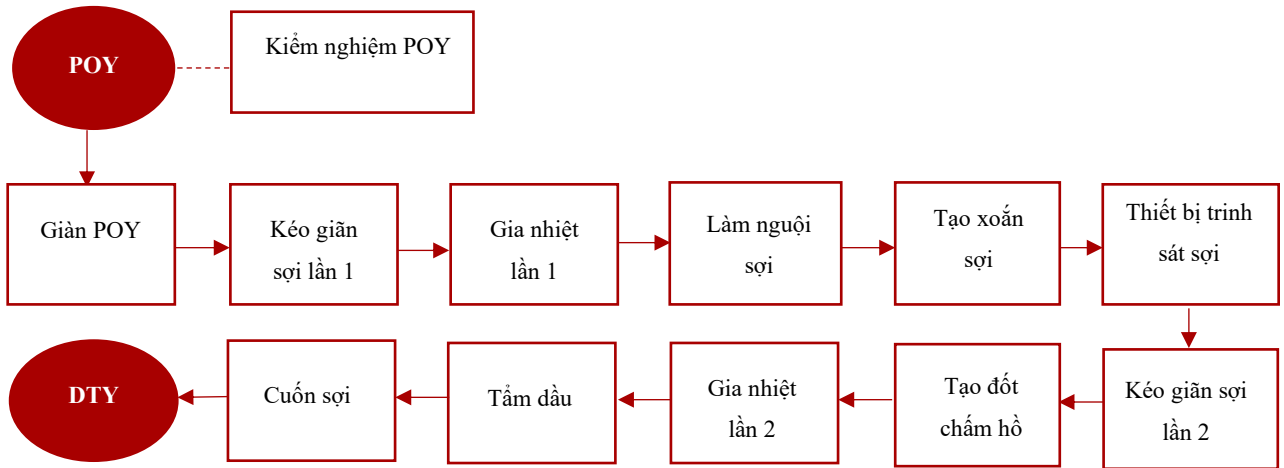 POY
Kiểm nghiệm POY
Giàn POY
Kéo giãn
sợi lần 1
Gia nhiệt
lần 1
Làm nguội
sợi
Tạo xoắn
sợi
Thiết bị trinh
sát sợi
DTY
Cuốn sợi
Tẩm dầu
Gia nhiệt
lần 2
Tạo đốt
chấm hồ
Kéo giãn sợi
lần 2